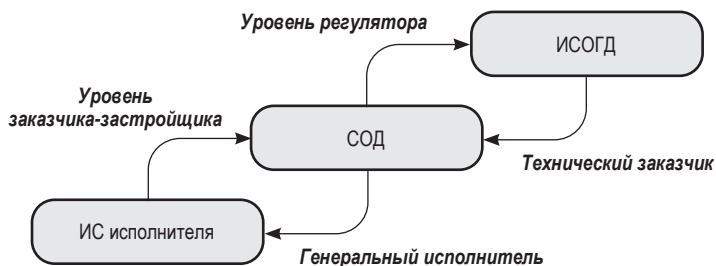 Уровень регулятора
ИСОГД
Уровень
заказчика-застройщика
СОД
Технический заказчик
ИС исполнителя
Генеральный исполнитель